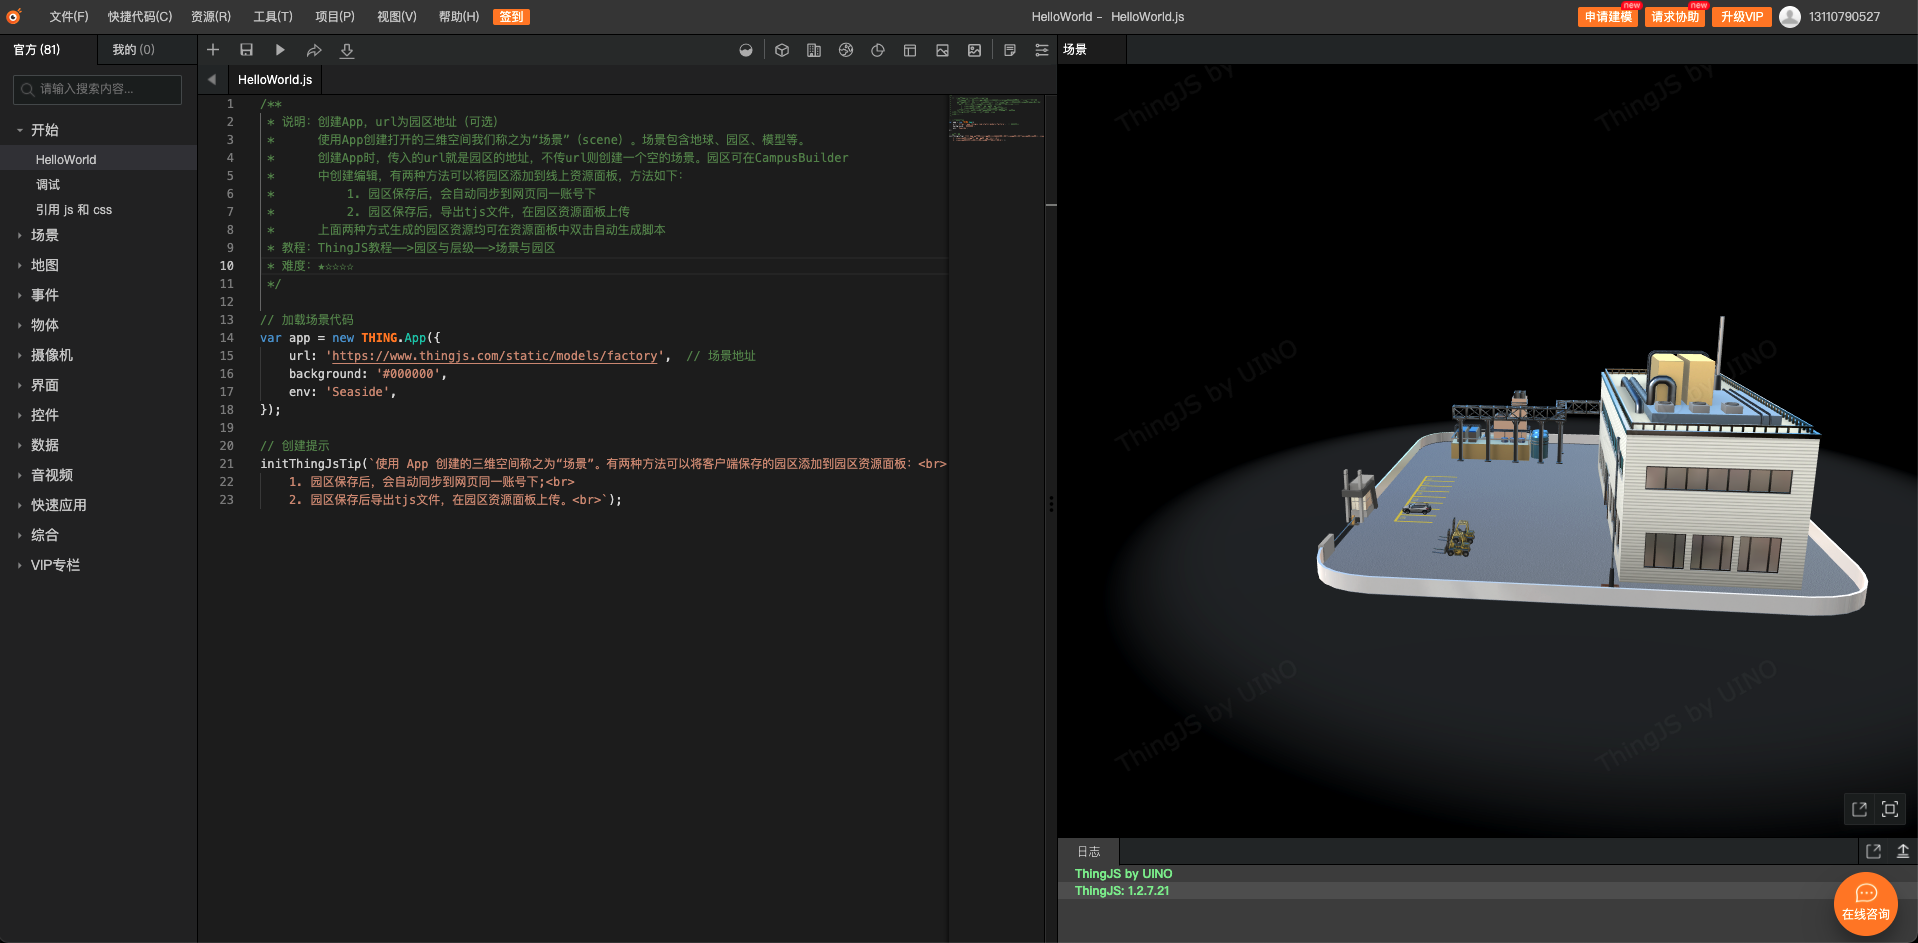 文件(F) 快捷代码(C) 资源(R) 工具(T) 项目(P) 视图(V) 帮助(H) 签到 HelloWorld - HelloWorld.js 申请建模 new 请求协助 new 升级VIP 13110790527
官方 (81) 我的 (0)
请输入搜索内容...
开始
HelloWorld
调试
引用 js 和 css
场景
地图
事件
物体
摄像机
界面
控件
数据
音视频
快速应用
综合
VIP专栏
HelloWorld.js
1 /**
2 * 说明：创建App，url为园区地址（可选）
3 * 使用App创建打开的三维空间我们称之为“场景”（scene）。场景包含地球、园区、模型等。
4 * 创建App时，传入的url就是园区的地址，不传url则创建一个空的场景。园区可在CampusBuilder
5 * 中创建编辑，有两种方法可以将园区添加到线上资源面板，方法如下：
6 * 1. 园区保存后，会自动同步到网页同一账号下
7 * 2. 园区保存后，导出tjs文件，在园区资源面板上传
8 * 上面两种方式生成的园区资源均可在资源面板中双击自动生成脚本
9 * 教程：ThingJS教程——>园区与层级——>场景与园区
10 * 难度：★☆☆☆☆
11 */
12
13 // 加载场景代码
14 var app = new THING.App({
15 url: 'https://www.thingjs.com/static/models/factory', // 场景地址
16 background: '#000000',
17 env: 'Seaside',
18 });
19
20 // 创建提示
21 initThingJsTip(`使用 App 创建的三维空间称之为“场景”。有两种方法可以将客户端保存的园区添加到园区资源面板：<br>
22 1. 园区保存后，会自动同步到网页同一账号下;<br>
23 2. 园区保存后导出tjs文件，在园区资源面板上传。<br>`);
场景
ThingJS by
ThingJS by
ThingJS by UINO
ThingJS by UINO
ThingJS by UINO
ThingJS by UINO
日志
ThingJS by UINO
ThingJS: 1.2.7.21
在线咨询